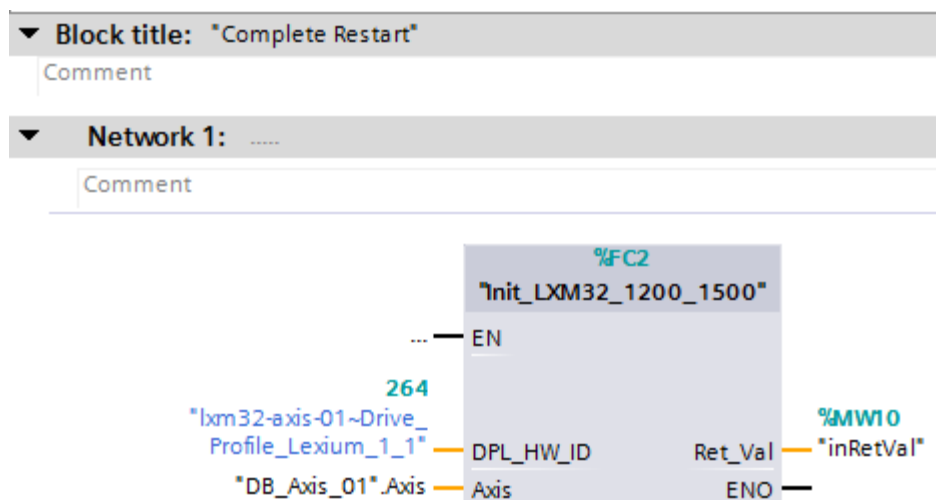 Block title: "Complete Restart"
Comment
Network 1: .....
Comment
%FC2
"Init_LXM32_1200_1500"
... EN
264
"lxm32-axis-01~Drive_
Profile_Lexium_1_1" DPL_HW_ID
%MW10
Ret_Val "inRetVal"
"DB_Axis_01".Axis Axis
ENO